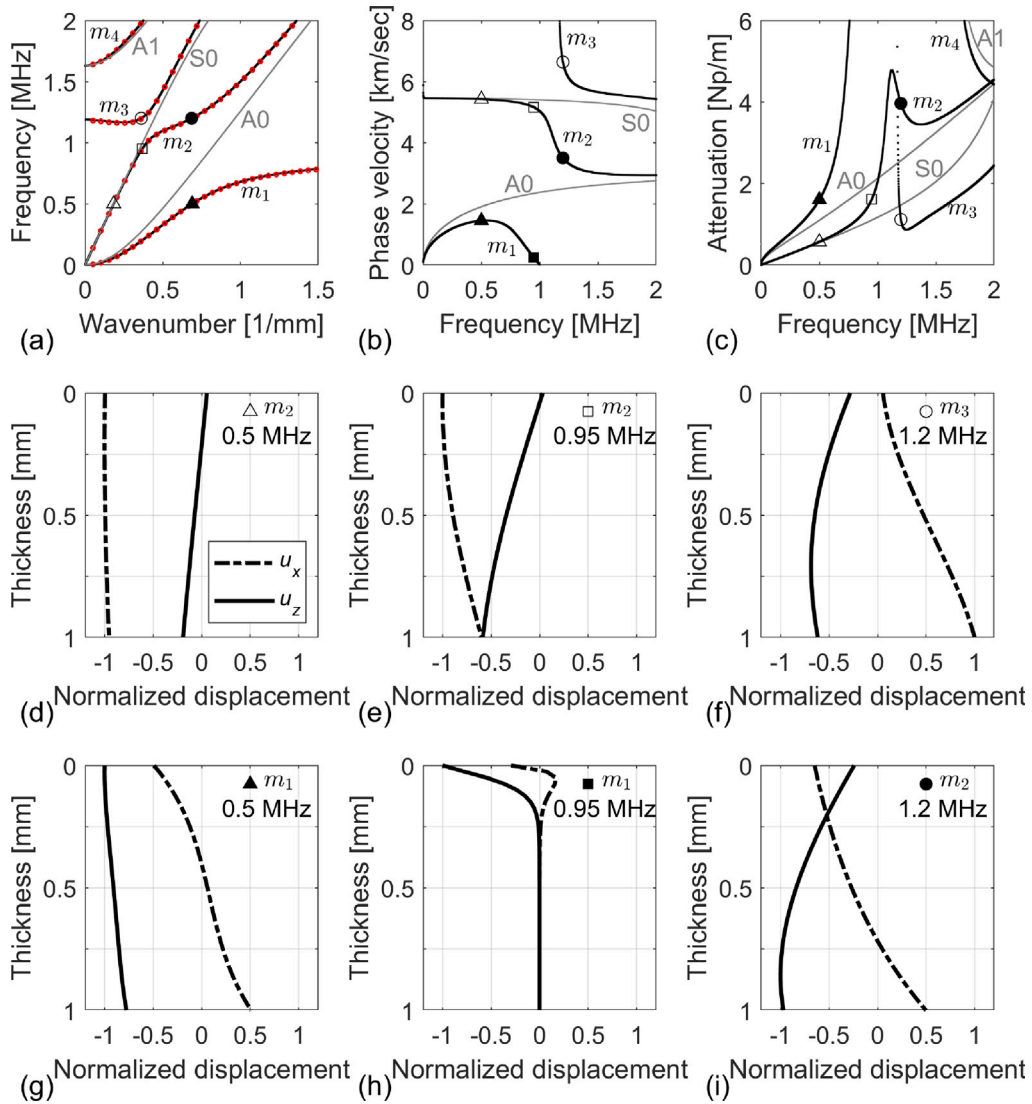 2
1.5
1
0.5
0
Frequency [MHz]
m4
A1
S0
m3
m2
A0
m1
0 0.5 1 1.5
Wavenumber [1/mm]
(a)
8
6
4
2
0
Phase velocity [km/sec]
m3
S0
m2
A0
m1
0 0.5 1 1.5 2
Frequency [MHz]
(b)
6
4
2
0
Attenuation [Np/m]
m4
A1
m1
m2
A0
S0
m3
0 0.5 1 1.5 2
Frequency [MHz]
(c)
0
0.5
1
Thickness [mm]
m2
0.5 MHz
ux
uz
-1 -0.5 0 0.5 1
Normalized displacement
(d)
0
0.5
1
Thickness [mm]
m2
0.95 MHz
-1 -0.5 0 0.5 1
Normalized displacement
(e)
0
0.5
1
Thickness [mm]
m3
1.2 MHz
-1 -0.5 0 0.5 1
Normalized displacement
(f)
0
0.5
1
Thickness [mm]
m1
0.5 MHz
-1 -0.5 0 0.5 1
Normalized displacement
(g)
0
0.5
1
Thickness [mm]
m1
0.95 MHz
-1 -0.5 0 0.5 1
Normalized displacement
(h)
0
0.5
1
Thickness [mm]
m2
1.2 MHz
-1 -0.5 0 0.5 1
Normalized displacement
(i)